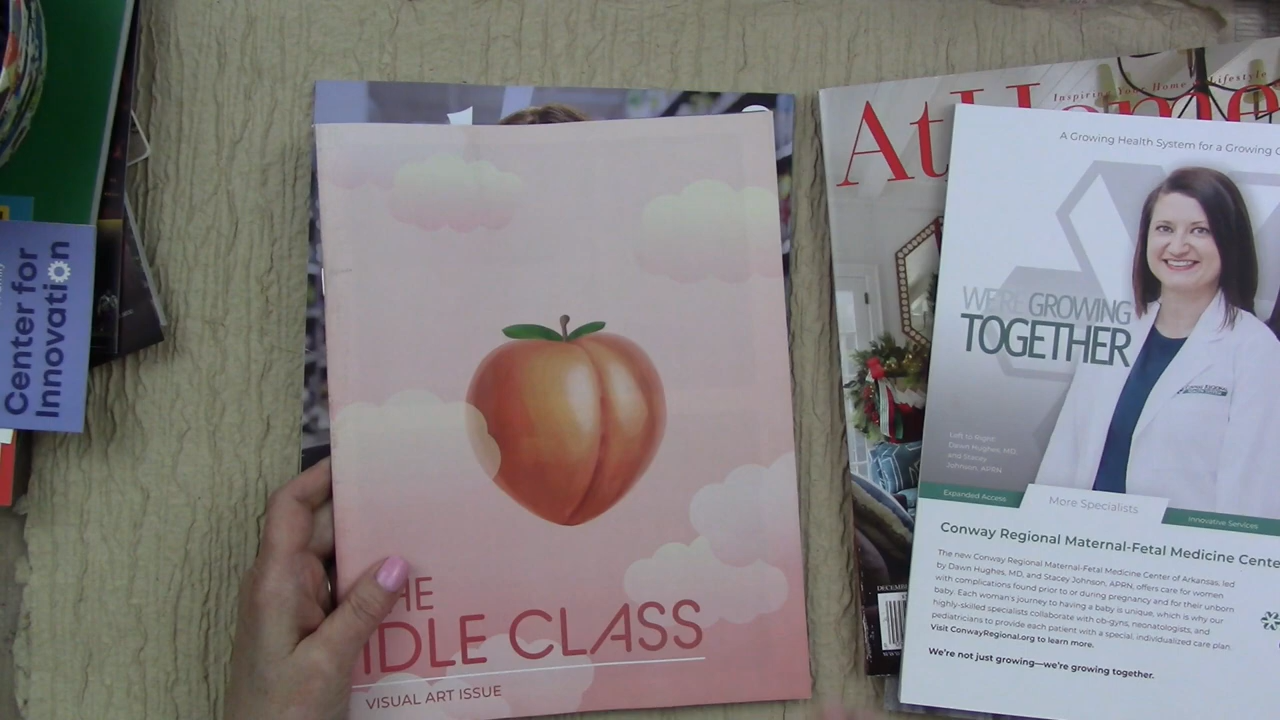 Center for
Innovation
THE
IDLE CLASS
VISUAL ART ISSUE
Inspiring Your Home & Lifestyle
At Home
A Growing Health System for a Growing
WE'RE GROWING
TOGETHER
Left to Right:
Dawn Hughes, MD,
and Stacey
Johnson, APRN
Expanded Access
More Specialists
Innovative Services
Conway Regional Maternal-Fetal Medicine Cente
The new Conway Regional Maternal-Fetal Medicine Center of Arkansas, led
by Dawn Hughes, MD, and Stacey Johnson, APRN, offers care for women
with complications found prior to or during pregnancy and for their unborn
baby. Each woman's journey to having a baby is unique, which is why our
highly-skilled specialists collaborate with ob-gyns, neonatologists, and
pediatricians to provide each patient with a special, individualized care plan.
Visit ConwayRegional.org to learn more.
We're not just growing—we're growing together.